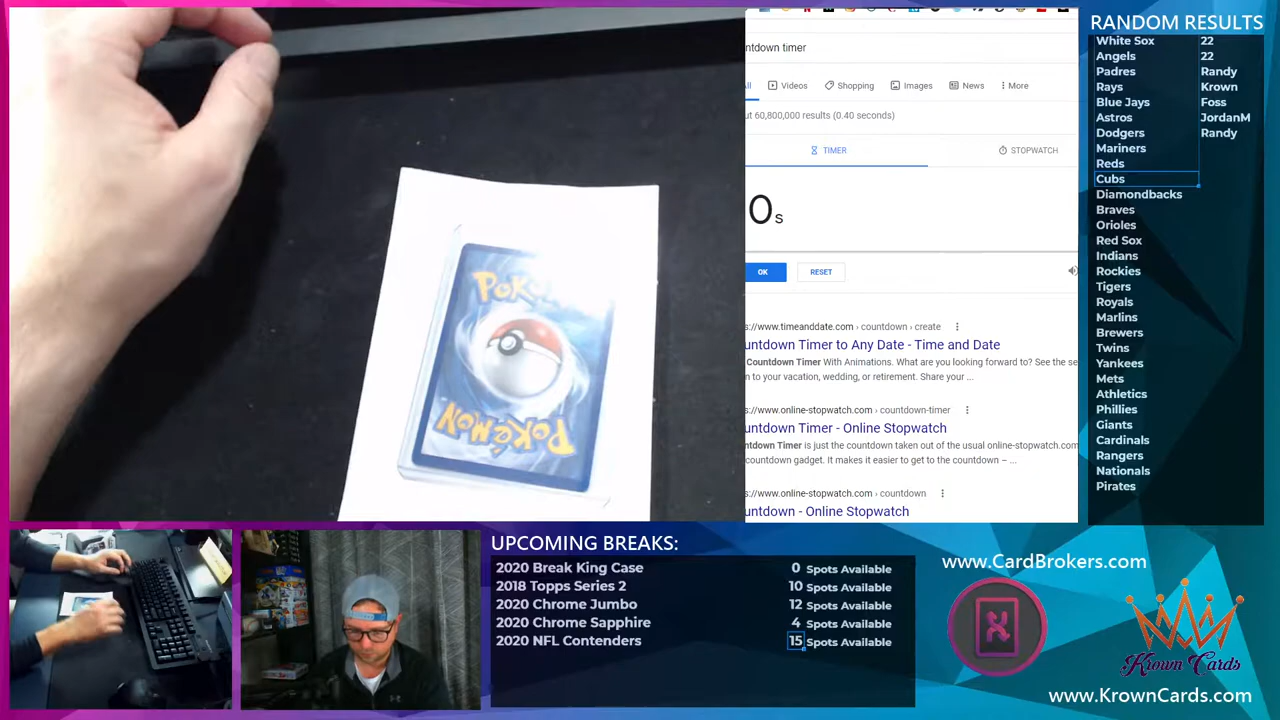 ntdown timer
ll
Videos
Shopping
Images
News
More
ut 60,800,000 results (0.40 seconds)
TIMER
STOPWATCH
0s
OK
RESET
s://www.timeanddate.com › countdown › create
untdown Timer to Any Date - Time and Date
Countdown Timer With Animations. What are you looking forward to? See the se
n to your vacation, wedding, or retirement. Share your ...
s://www.online-stopwatch.com › countdown-timer
untdown Timer - Online Stopwatch
ntdown Timer is just the countdown taken out of the usual online-stopwatch.com
countdown gadget. It makes it easier to get to the countdown – ...
s://www.online-stopwatch.com › countdown
untdown - Online Stopwatch
RANDOM RESULTS
White Sox 22
Angels 22
Padres Randy
Rays Krown
Blue Jays Foss
Astros JordanM
Dodgers Randy
Mariners
Reds
Cubs
Diamondbacks
Braves
Orioles
Red Sox
Indians
Rockies
Tigers
Royals
Marlins
Brewers
Twins
Yankees
Mets
Athletics
Phillies
Giants
Cardinals
Rangers
Nationals
Pirates
POKéMON
UPCOMING BREAKS:
2020 Break King Case 0 Spots Available
2018 Topps Series 2 10 Spots Available
2020 Chrome Jumbo 12 Spots Available
2020 Chrome Sapphire 4 Spots Available
2020 NFL Contenders 15 Spots Available
www.CardBrokers.com
Krown Cards
www.KrownCards.com